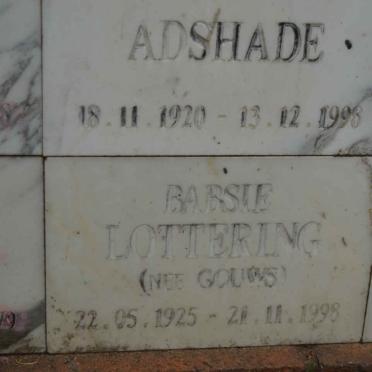 ADSHADE
18.11.1920 - 13.12.1998
BABSIE
LOTTERING
(NEE GOUWS)
22.05.1925 - 21.11.1998